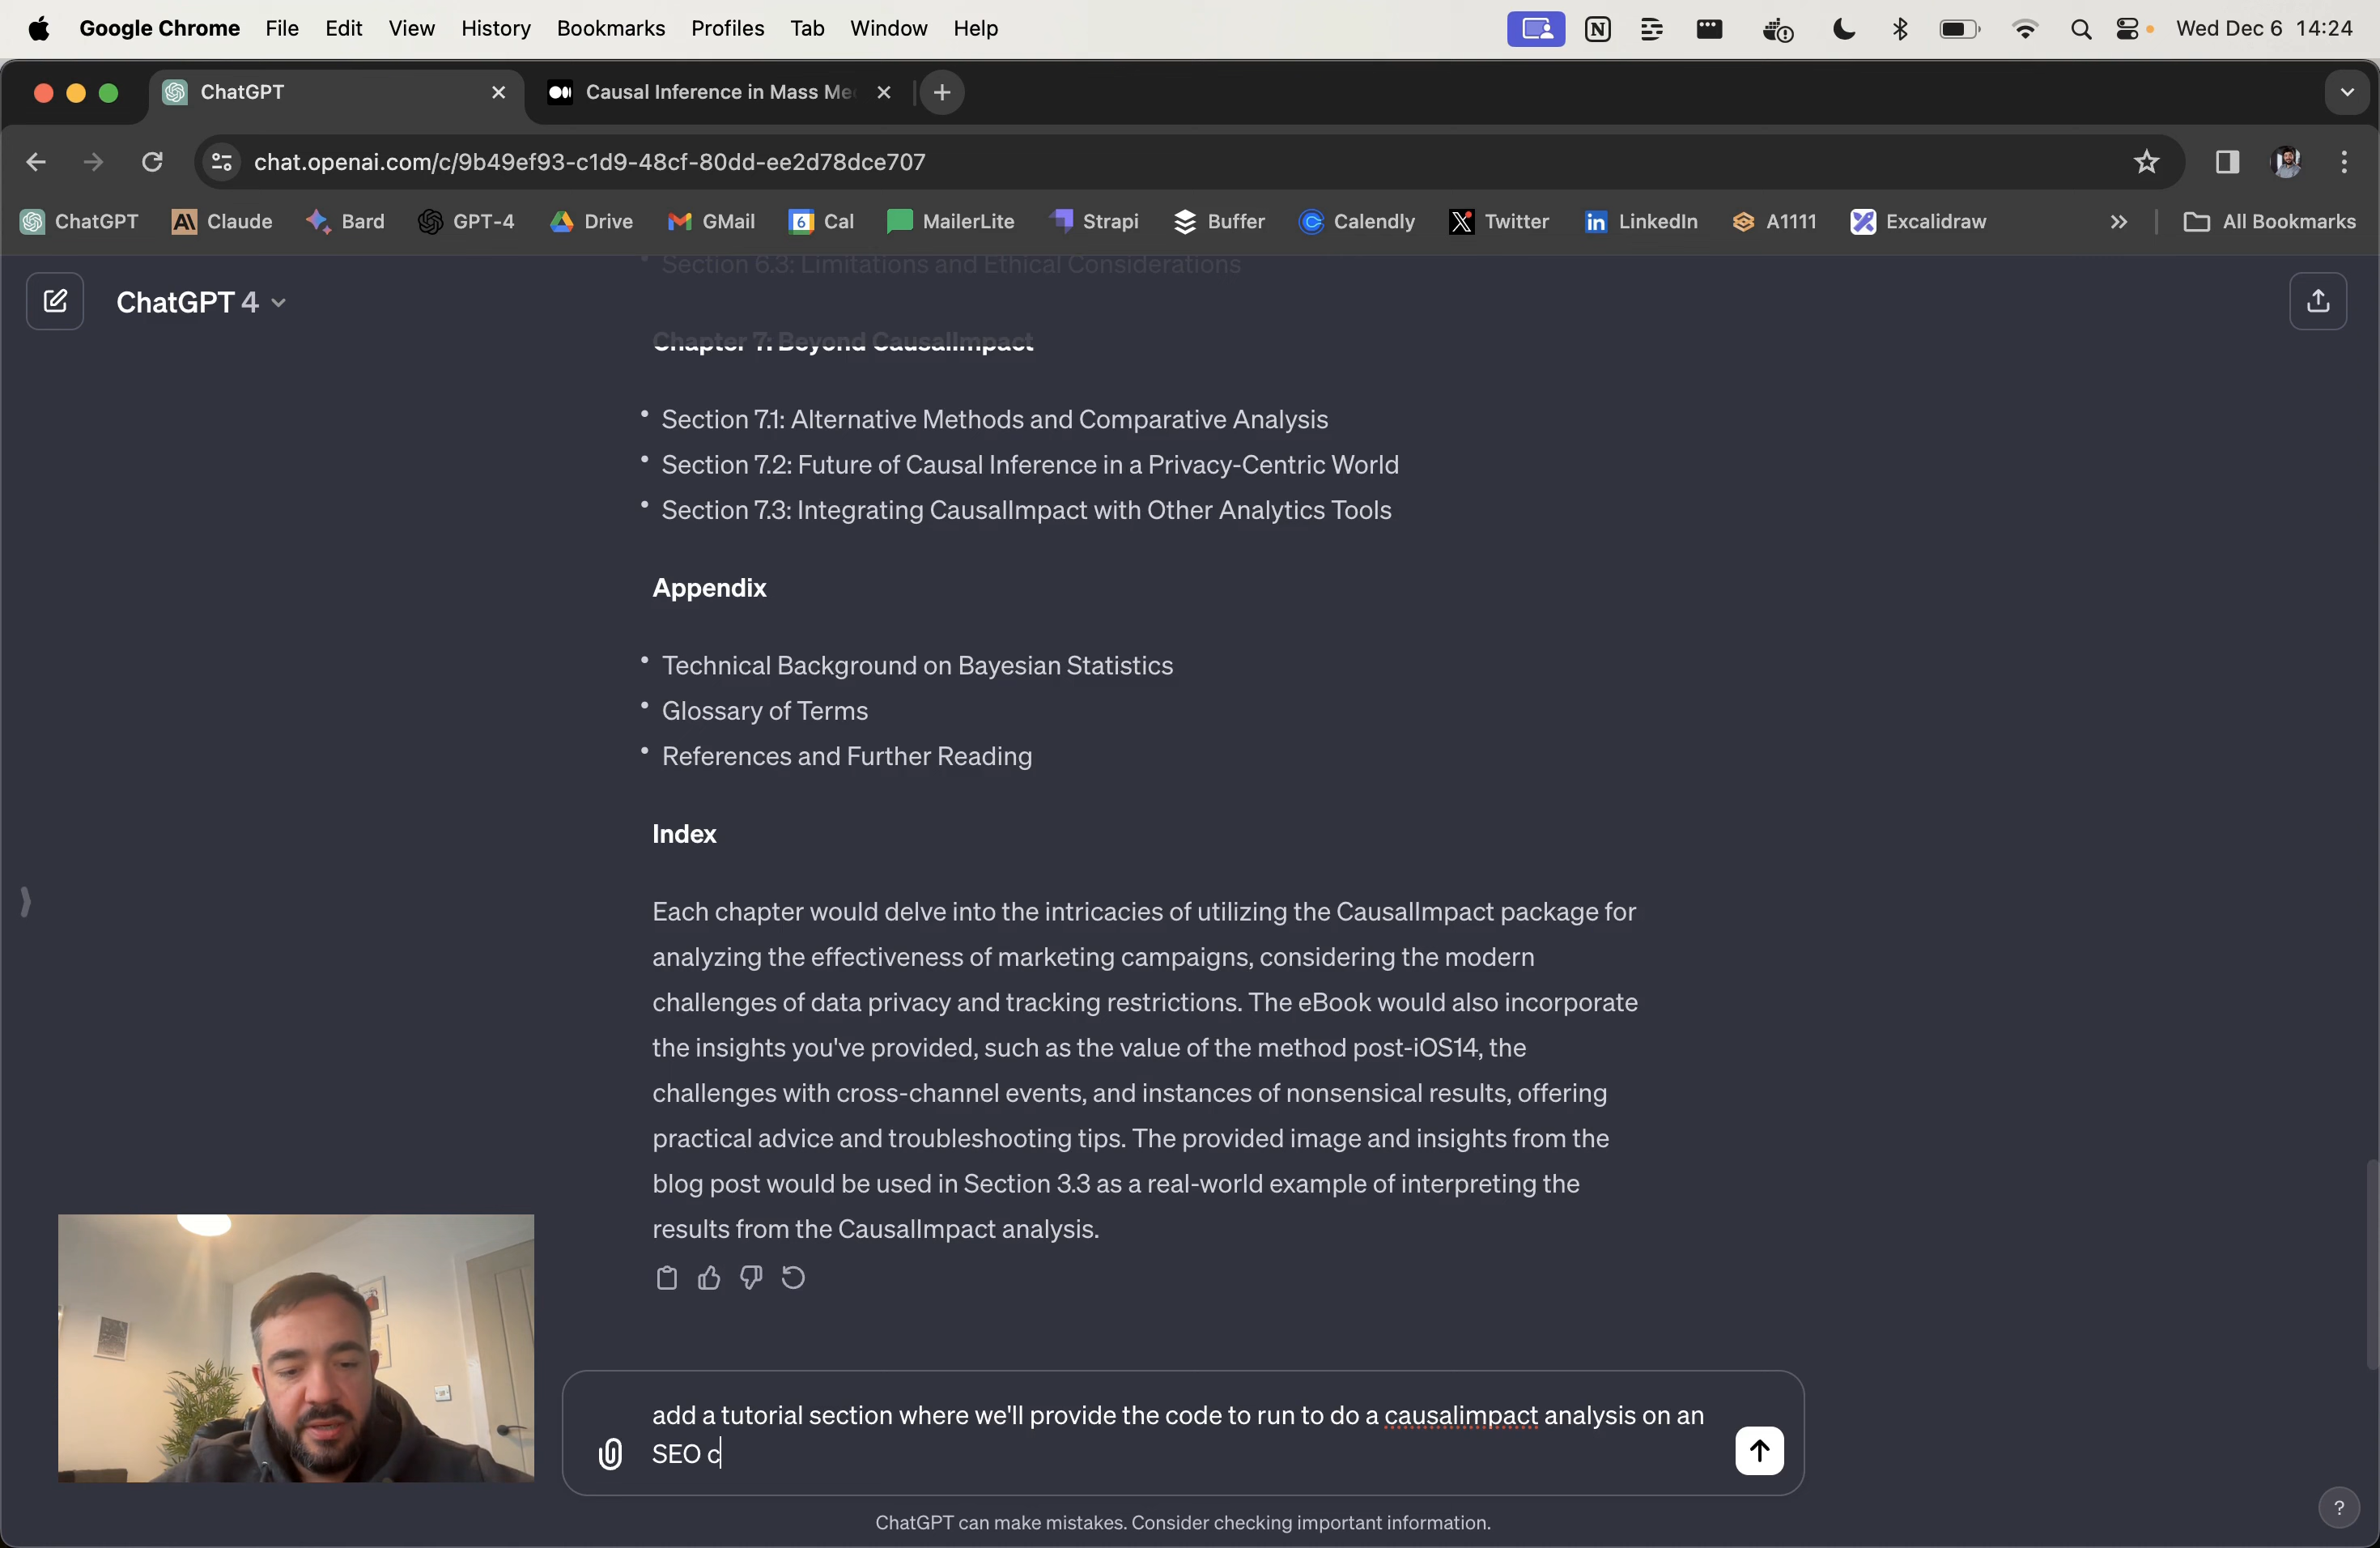 Google Chrome File Edit View History Bookmarks Profiles Tab Window Help Wed Dec 6 14:24
ChatGPT Causal Inference in Mass Me
chat.openai.com/c/9b49ef93-c1d9-48cf-80dd-ee2d78dce707
ChatGPT Claude Bard GPT-4 Drive GMail Cal MailerLite Strapi Buffer Calendly Twitter LinkedIn A1111 Excalidraw All Bookmarks
• Section 6.3: Limitations and Ethical Considerations
ChatGPT 4
Chapter 7: Beyond CausalImpact
• Section 7.1: Alternative Methods and Comparative Analysis
• Section 7.2: Future of Causal Inference in a Privacy-Centric World
• Section 7.3: Integrating CausalImpact with Other Analytics Tools
Appendix
• Technical Background on Bayesian Statistics
• Glossary of Terms
• References and Further Reading
Index
Each chapter would delve into the intricacies of utilizing the CausalImpact package for
analyzing the effectiveness of marketing campaigns, considering the modern
challenges of data privacy and tracking restrictions. The eBook would also incorporate
the insights you've provided, such as the value of the method post-iOS14, the
challenges with cross-channel events, and instances of nonsensical results, offering
practical advice and troubleshooting tips. The provided image and insights from the
blog post would be used in Section 3.3 as a real-world example of interpreting the
results from the CausalImpact analysis.
add a tutorial section where we'll provide the code to run to do a causalimpact analysis on an
SEO c
ChatGPT can make mistakes. Consider checking important information.
?